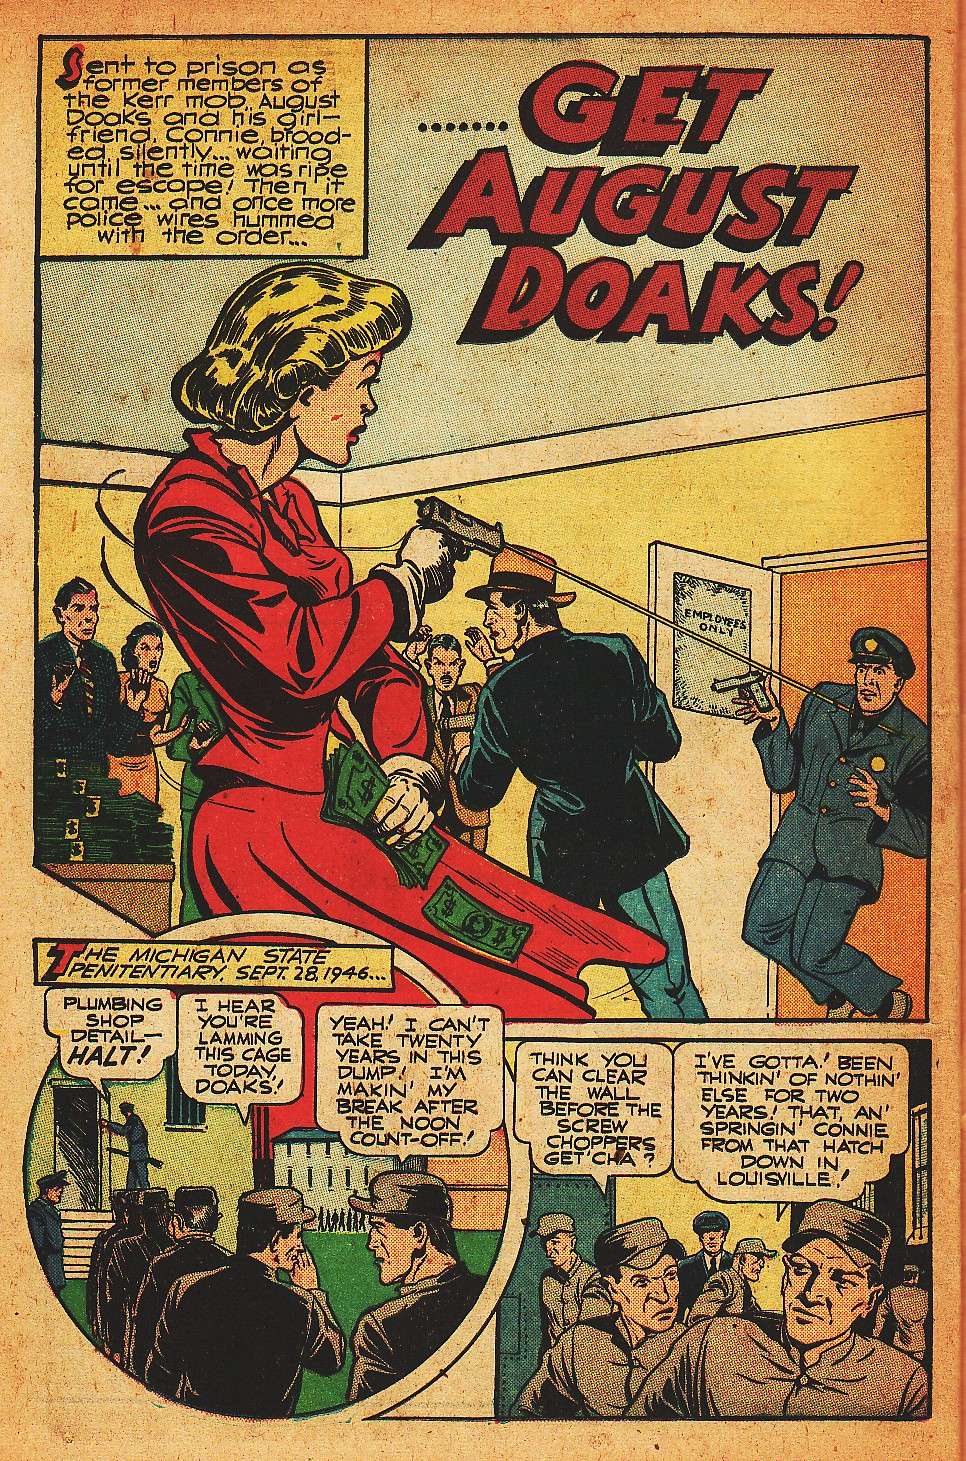 Sent to prison as
former members of
the Kerr mob, August
Doaks and his girl-
friend, Connie, brood-
ed silently... waiting
until the time was ripe
for escape! Then it
came... and once more
police wires hummed
with the order...
........GET
AUGUST
DOAKS!
EMPLOYEES
ONLY
THE MICHIGAN STATE
PENITENTIARY, SEPT. 28, 1946...
PLUMBING
SHOP
DETAIL—
HALT!
I HEAR
YOU'RE
LAMMING
THIS CAGE
TODAY,
DOAKS!
YEAH! I CAN'T
TAKE TWENTY
YEARS IN THIS
DUMP! I'M
MAKIN' MY
BREAK AFTER
THE NOON
COUNT-OFF!
THINK YOU
CAN CLEAR
THE WALL
BEFORE THE
SCREW
CHOPPERS
GET 'CHA?
I'VE GOTTA! BEEN
THINKIN' OF NOTHIN'
ELSE FOR TWO
YEARS! THAT, AN'
SPRINGIN' CONNIE
FROM THAT HATCH
DOWN IN
LOUISVILLE!